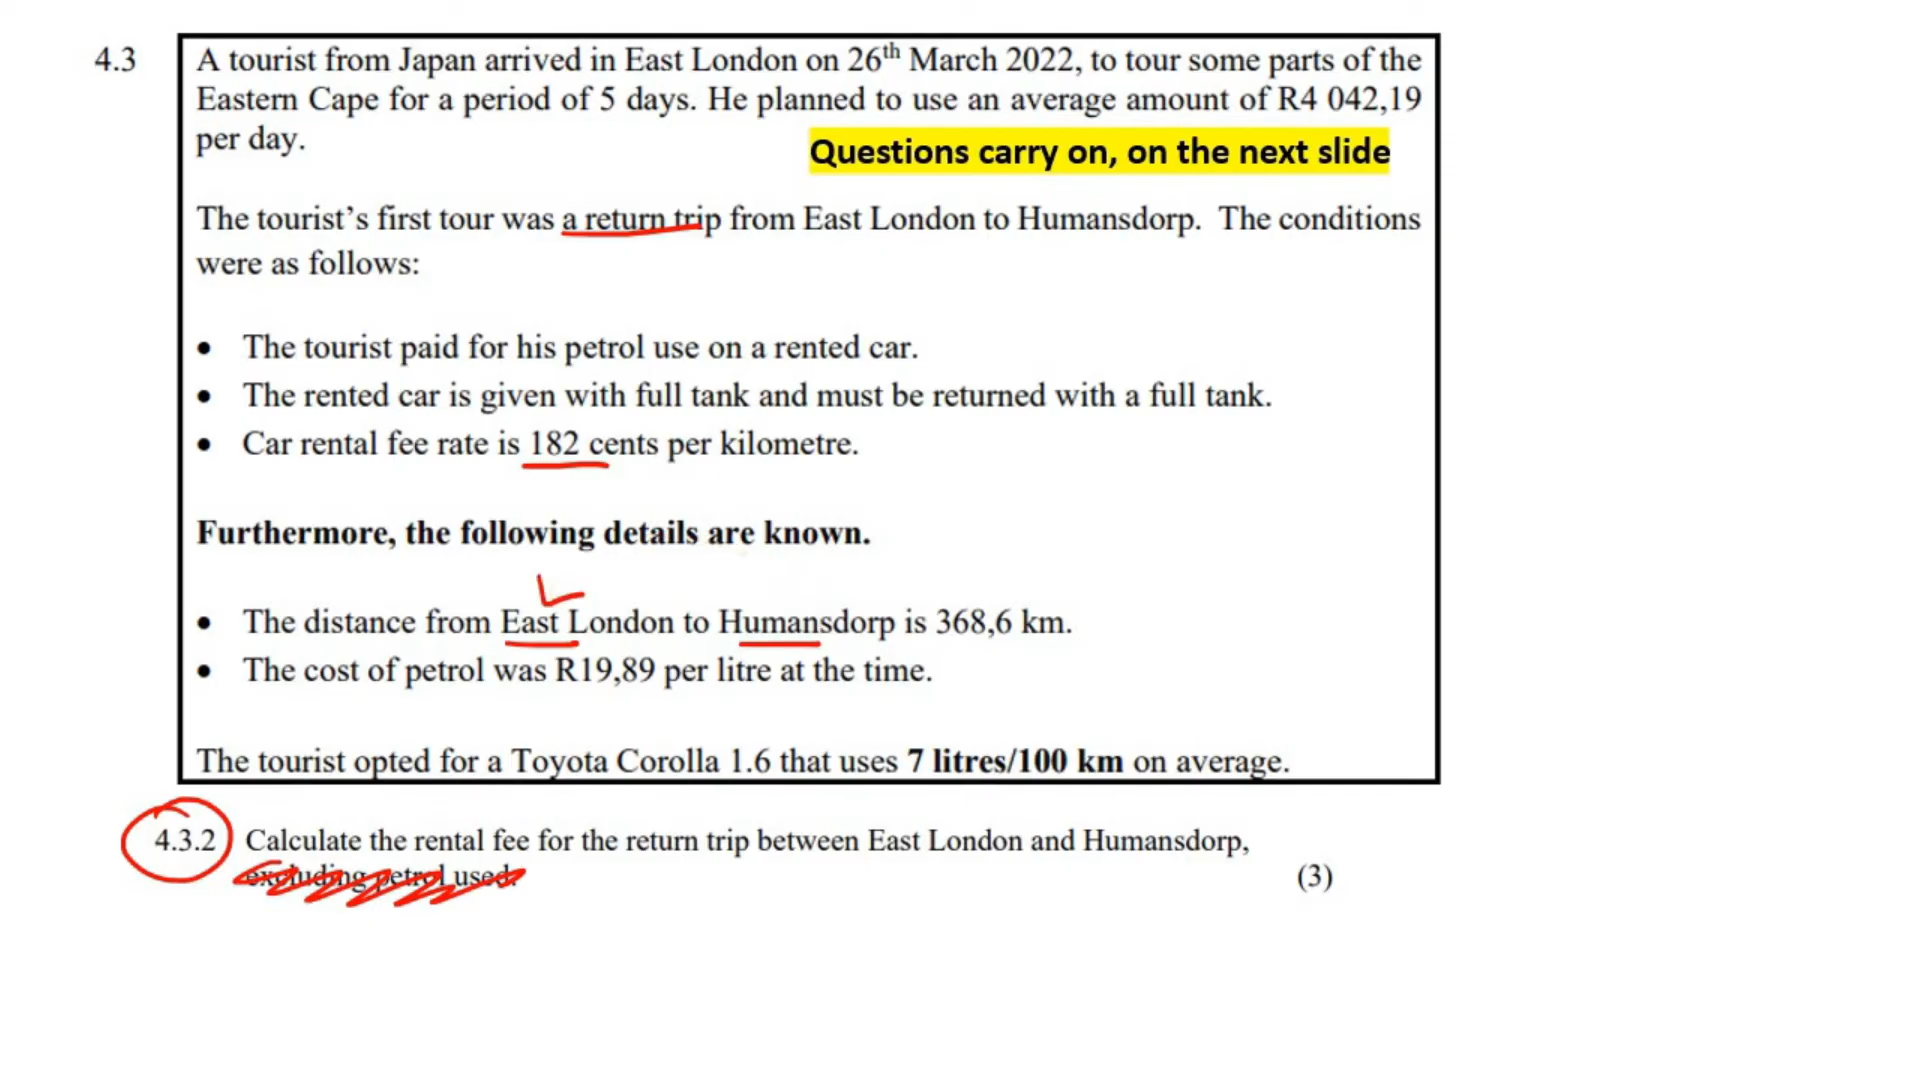 4.3 A tourist from Japan arrived in East London on 26th March 2022, to tour some parts of the
Eastern Cape for a period of 5 days. He planned to use an average amount of R4 042,19
per day.
Questions carry on, on the next slide
The tourist’s first tour was a return trip from East London to Humansdorp. The conditions
were as follows:
• The tourist paid for his petrol use on a rented car.
• The rented car is given with full tank and must be returned with a full tank.
• Car rental fee rate is 182 cents per kilometre.
Furthermore, the following details are known.
• The distance from East London to Humansdorp is 368,6 km.
• The cost of petrol was R19,89 per litre at the time.
The tourist opted for a Toyota Corolla 1.6 that uses 7 litres/100 km on average.
4.3.2 Calculate the rental fee for the return trip between East London and Humansdorp,
excluding petrol used. (3)